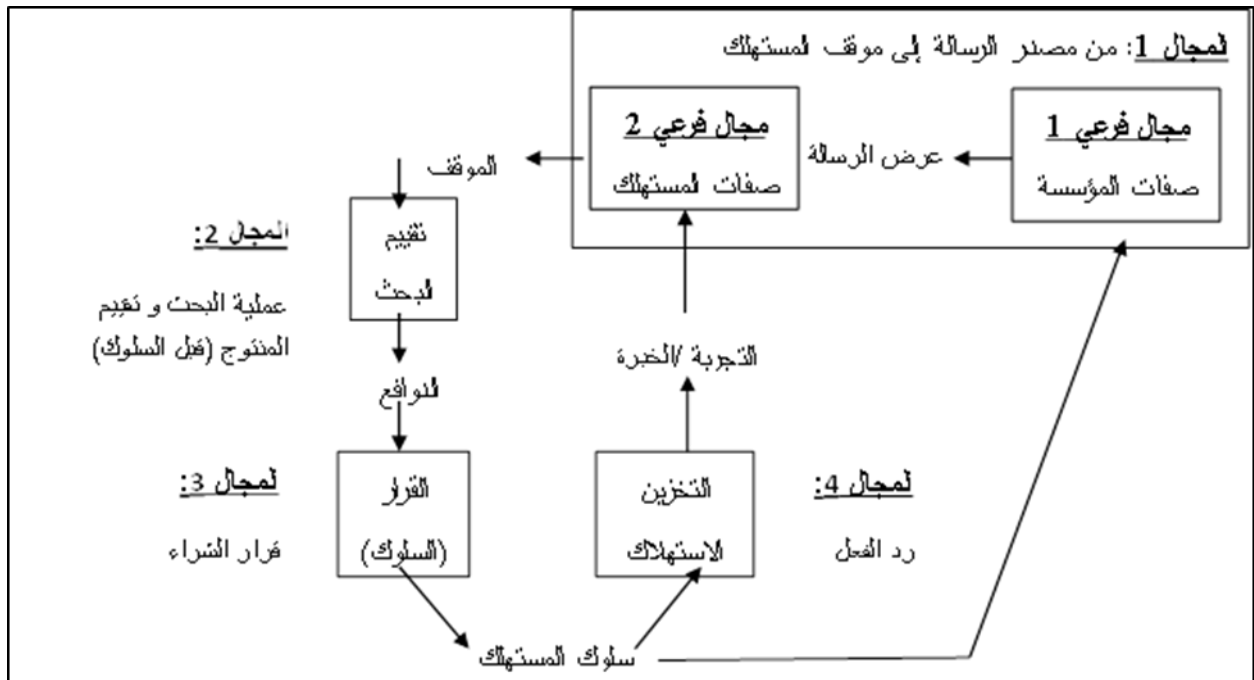 المجال 1: من مصدر الرسالة إلى موقف المستهلك
مجال فرعي 1
صفات المؤسسة
عرض الرسالة
مجال فرعي 2
صفات المستهلك
الموقف
تقييم
البحث
المجال 2:
عملية البحث و تقييم
المنتوج (قبل السلوك)
الدوافع
التجربة /الخبرة
القرار
(السلوك)
المجال 3:
قرار الشراء
التخزين
الاستهلاك
المجال 4:
رد الفعل
سلوك المستهلك